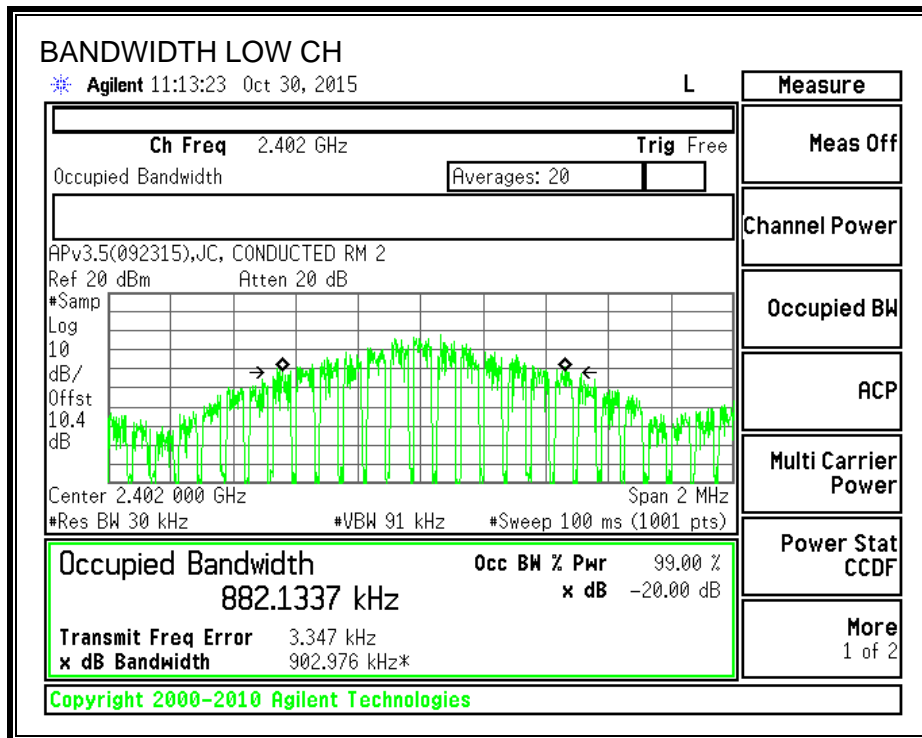 BANDWIDTH LOW CH
Agilent 11:13:23 Oct 30, 2015 L
Measure
Ch Freq 2.402 GHz Trig Free
Meas Off
Occupied Bandwidth Averages: 20
Channel Power
APv3.5(092315),JC, CONDUCTED RM 2
Ref 20 dBm Atten 20 dB
#Samp
Log
10
dB/
Offst
10.4
dB
Occupied BW
ACP
Multi Carrier
Power
Center 2.402 000 GHz Span 2 MHz
#Res BW 30 kHz #VBW 91 kHz #Sweep 100 ms (1001 pts)
Power Stat
CCDF
Occupied Bandwidth Occ BW % Pwr 99.00 %
882.1337 kHz x dB -20.00 dB
Transmit Freq Error 3.347 kHz
x dB Bandwidth 902.976 kHz*
More
1 of 2
Copyright 2000-2010 Agilent Technologies